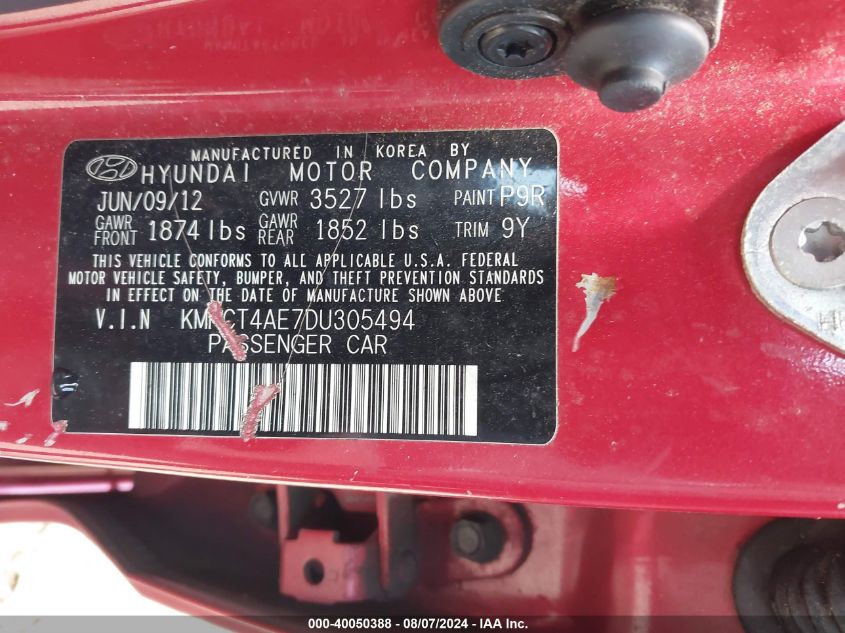 MANUFACTURED IN KOREA BY
HYUNDAI MOTOR COMPANY
JUN/09/12 GVWR 3527 lbs PAINT P9R
GAWR FRONT 1874 lbs GAWR REAR 1852 lbs TRIM 9Y
THIS VEHICLE CONFORMS TO ALL APPLICABLE U.S.A. FEDERAL
MOTOR VEHICLE SAFETY, BUMPER, AND THEFT PREVENTION STANDARDS
IN EFFECT ON THE DATE OF MANUFACTURE SHOWN ABOVE
V.I.N
PASSENGER CAR
000-40050388 - 08/07/2024 - IAA Inc.